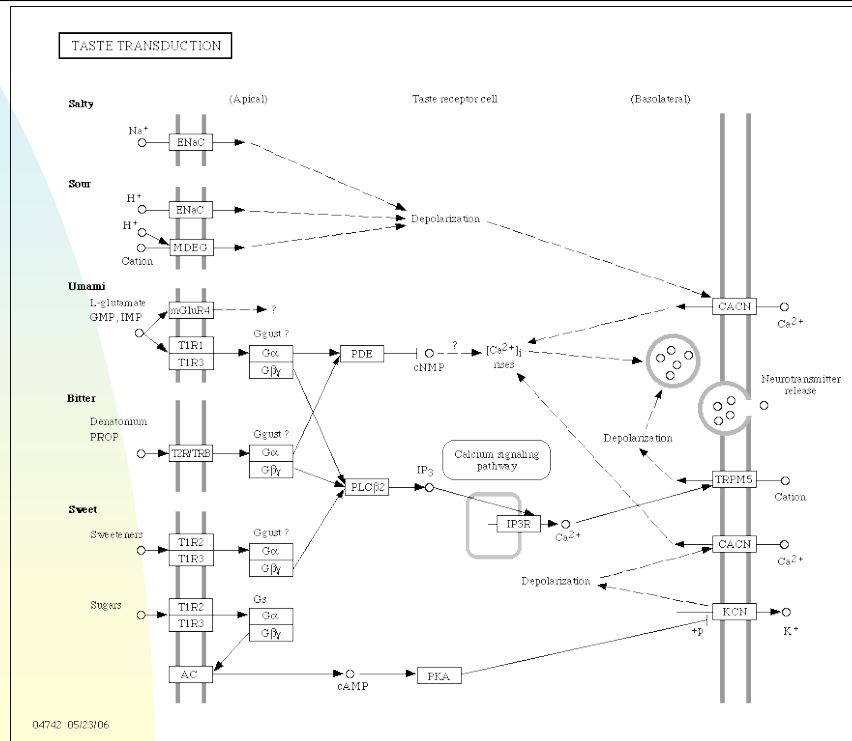 TASTE TRANSDUCTION
(Apical)
Taste receptor cell
(Basolateral)
Salty
Na+
ENaC
Sour
H+
ENaC
H+
MDEG
Cation
Depolarization
Umami
L-glutamate
GMP, IMP
mGluR4
?
T1R1
T1R3
Ggust ?
Gα
Gβγ
PDE
cNMP
?
[Ca2+]i
rises
CACN
Ca2+
Neurotransmitter
release
Bitter
Denatonium
PROP
T2R/TRB
Ggust ?
Gα
Gβγ
PLCβ2
IP3
Calcium signaling
pathway
Depolarization
TRPM5
Cation
IP3R
Ca2+
Sweet
Sweeteners
T1R2
T1R3
Ggust ?
Gα
Gβγ
CACN
Ca2+
Depolarization
Sugars
T1R2
T1R3
Gs
Gα
Gβγ
KCN
+p
K+
AC
cAMP
PKA
04742 05/23/06